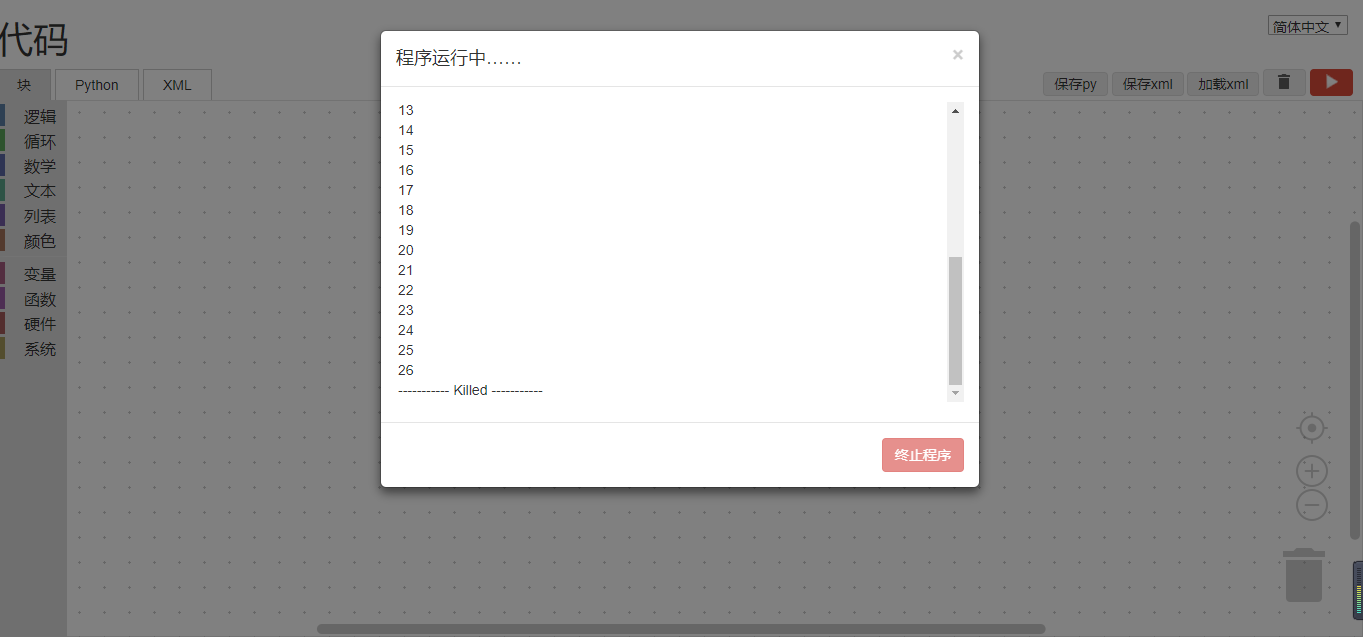 代码
简体中文
块
Python
XML
保存py
保存xml
加载xml
逻辑
循环
数学
文本
列表
颜色
变量
函数
硬件
系统
程序运行中……
×
13
14
15
16
17
18
19
20
21
22
23
24
25
26
----------- Killed -----------
终止程序